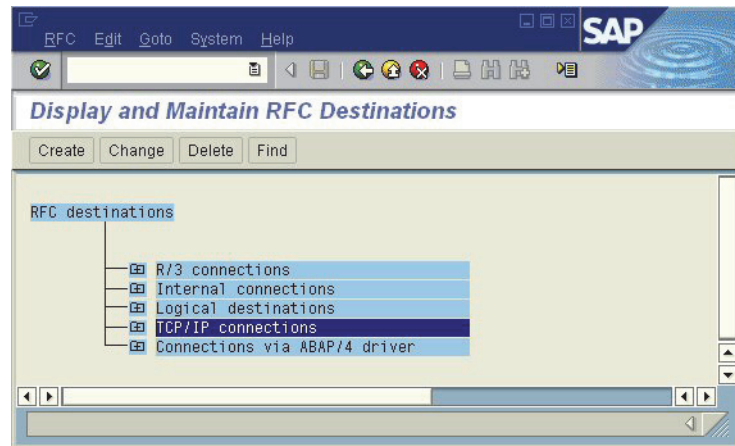 RFC Edit Goto System Help
SAP
Display and Maintain RFC Destinations
Create Change Delete Find
RFC destinations
R/3 connections
Internal connections
Logical destinations
TCP/IP connections
Connections via ABAP/4 driver